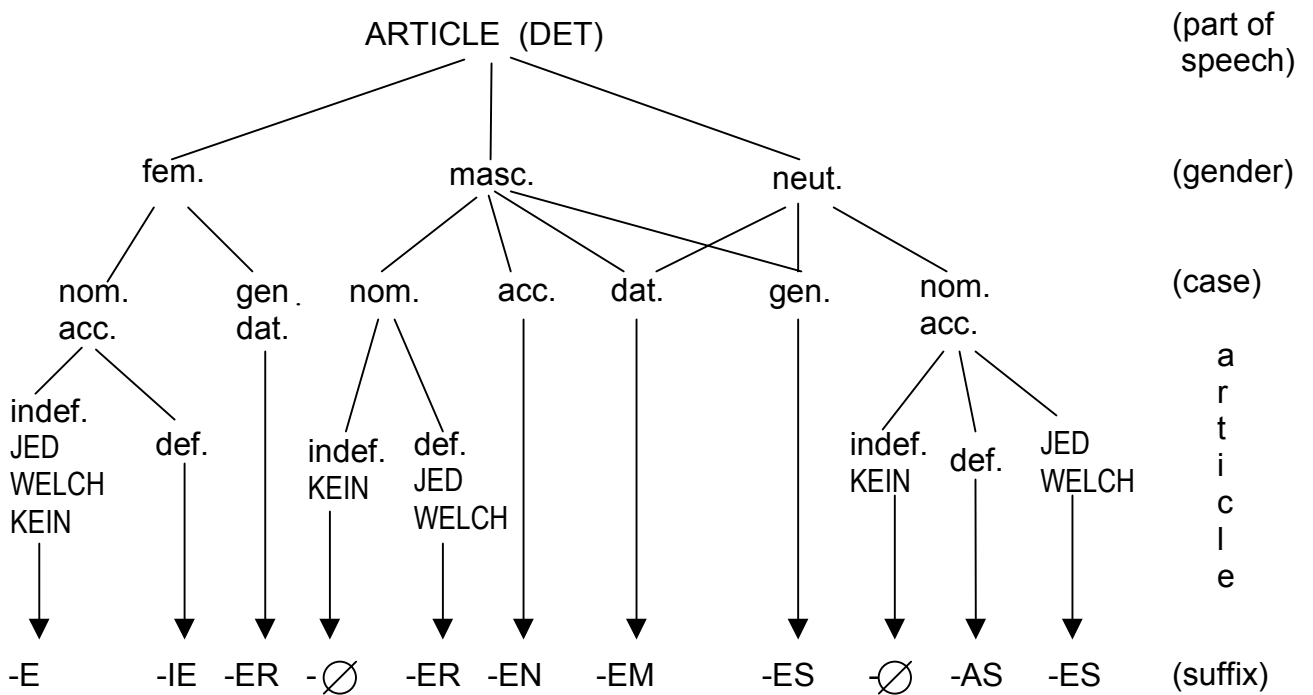 ARTICLE (DET)
(part of
speech)
fem.
masc.
neut.
(gender)
nom.
acc.
gen.
dat.
nom.
acc.
dat.
gen.
nom.
acc.
(case)
indef.
JED
WELCH
KEIN
def.
indef.
KEIN
def.
JED
WELCH
indef.
KEIN
def.
JED
WELCH
a
r
t
i
c
l
e
-E
-IE
-ER
-∅
-ER
-EN
-EM
-ES
-∅
-AS
-ES
(suffix)